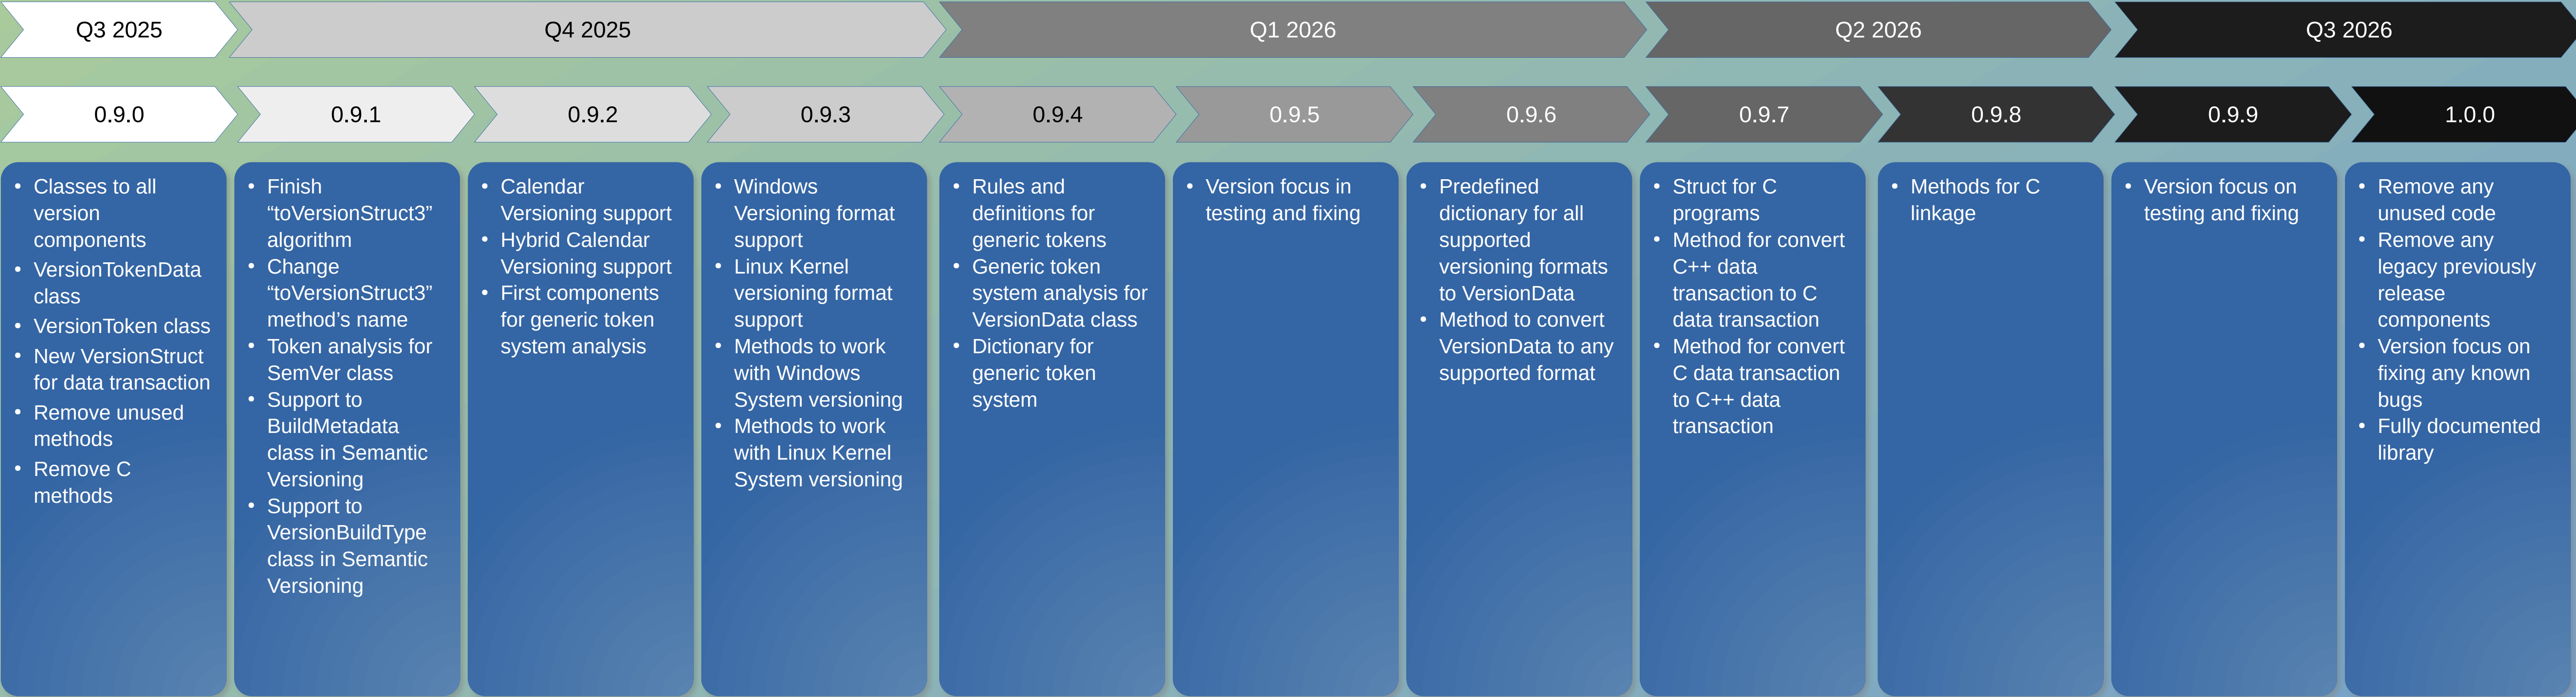 Q3 2025
Q4 2025
Q1 2026
Q2 2026
Q3 2026
0.9.0
0.9.1
0.9.2
0.9.3
0.9.4
0.9.5
0.9.6
0.9.7
0.9.8
0.9.9
1.0.0
• Classes to all
version
components
• VersionTokenData
class
• VersionToken class
• New VersionStruct
for data transaction
• Remove unused
methods
• Remove C
methods
• Finish
“toVersionStruct3”
algorithm
• Change
“toVersionStruct3”
method’s name
• Token analysis for
SemVer class
• Support to
BuildMetadata
class in Semantic
Versioning
• Support to
VersionBuildType
class in Semantic
Versioning
• Calendar
Versioning support
• Hybrid Calendar
Versioning support
• First components
for generic token
system analysis
• Windows
Versioning format
support
• Linux Kernel
versioning format
support
• Methods to work
with Windows
System versioning
• Methods to work
with Linux Kernel
System versioning
• Rules and
definitions for
generic tokens
• Generic token
system analysis for
VersionData class
• Dictionary for
generic token
system
• Version focus in
testing and fixing
• Predefined
dictionary for all
supported
versioning formats
to VersionData
• Method to convert
VersionData to any
supported format
• Struct for C
programs
• Method for convert
C++ data
transaction to C
data transaction
• Method for convert
C data transaction
to C++ data
transaction
• Methods for C
linkage
• Version focus on
testing and fixing
• Remove any
unused code
• Remove any
legacy previously
release
components
• Version focus on
fixing any known
bugs
• Fully documented
library